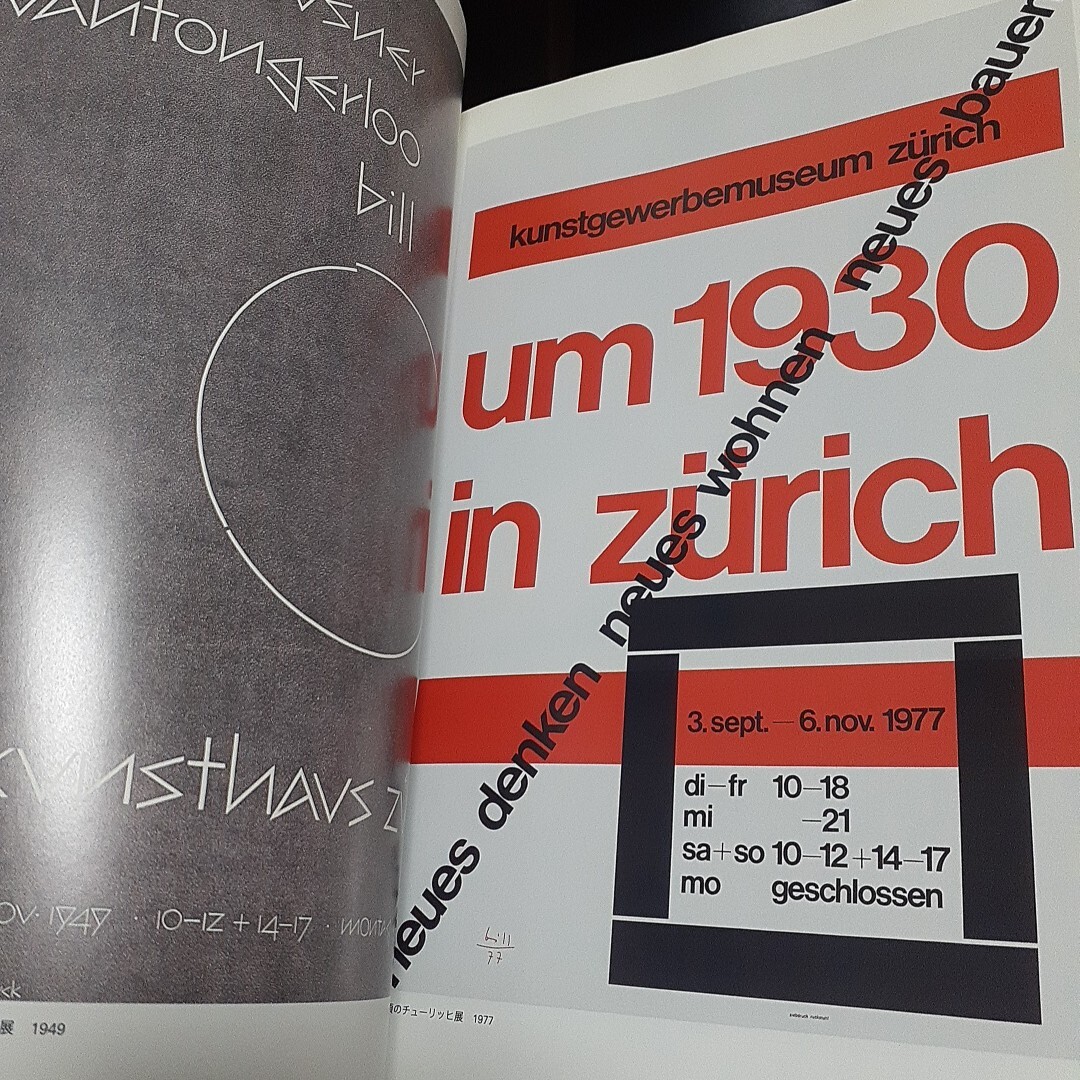 vantongerloo
bill
kunsthaus z
nov. 1949 · 10–12 + 14–17 ·
展 1949
kunstgewerbemuseum zürich
um 1930
in zürich
neues denken neues wohnen neues bauen
3. sept. – 6. nov. 1977
di–fr 10–18
mi –21
sa+so 10–12+14–17
mo geschlossen
bill
77
のチューリッヒ展 1977